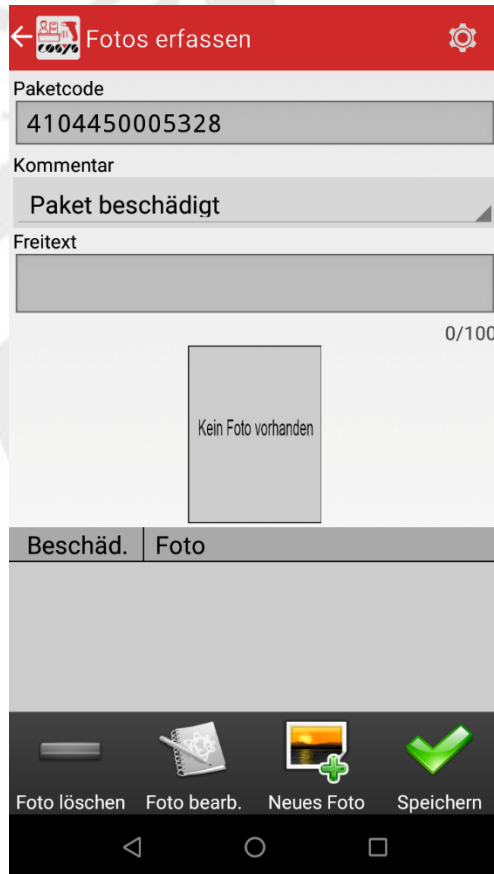 COSYS
Fotos erfassen
Paketcode
4104450005328
Kommentar
Paket beschädigt
Freitext
0/100
Kein Foto vorhanden
Beschäd. Foto
Foto löschen Foto bearb. Neues Foto Speichern